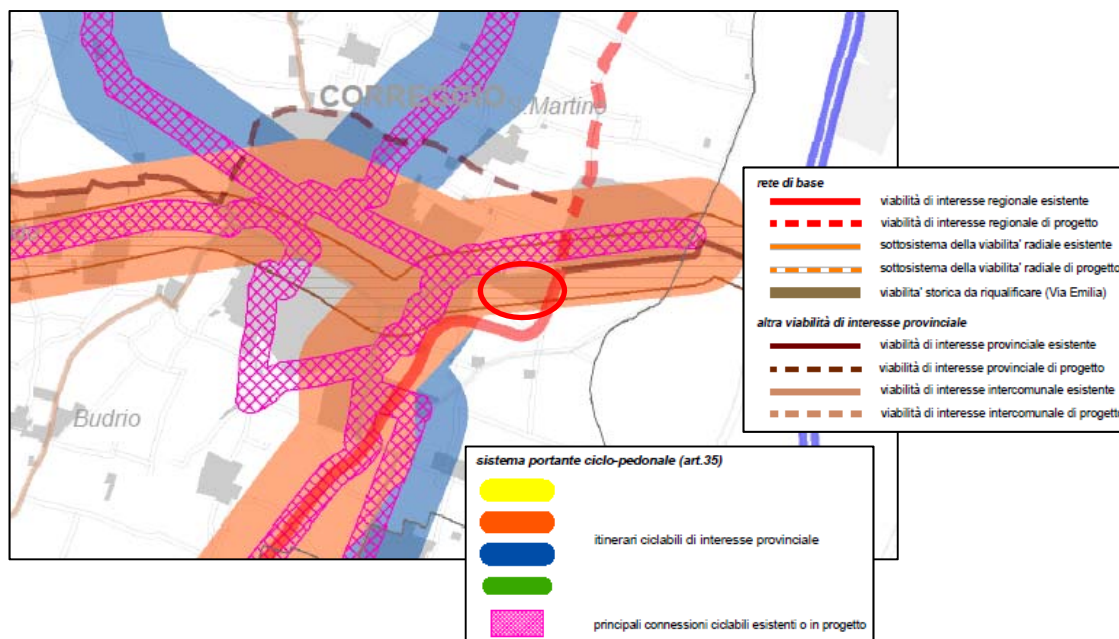 CORREGGIO
S. Martino
Budrio
rete di base
viabilità di interesse regionale esistente
viabilità di interesse regionale di progetto
sottosistema della viabilita' radiale esistente
sottosistema della viabilita' radiale di progetto
viabilita' storica da riqualificare (Via Emilia)
altra viabilità di interesse provinciale
viabilità di interesse provinciale esistente
viabilità di interesse provinciale di progetto
viabilità di interesse intercomunale esistente
viabilità di interesse intercomunale di progetto
sistema portante ciclo-pedonale (art.35)
itinerari ciclabili di interesse provinciale
principali connessioni ciclabili esistenti o in progetto